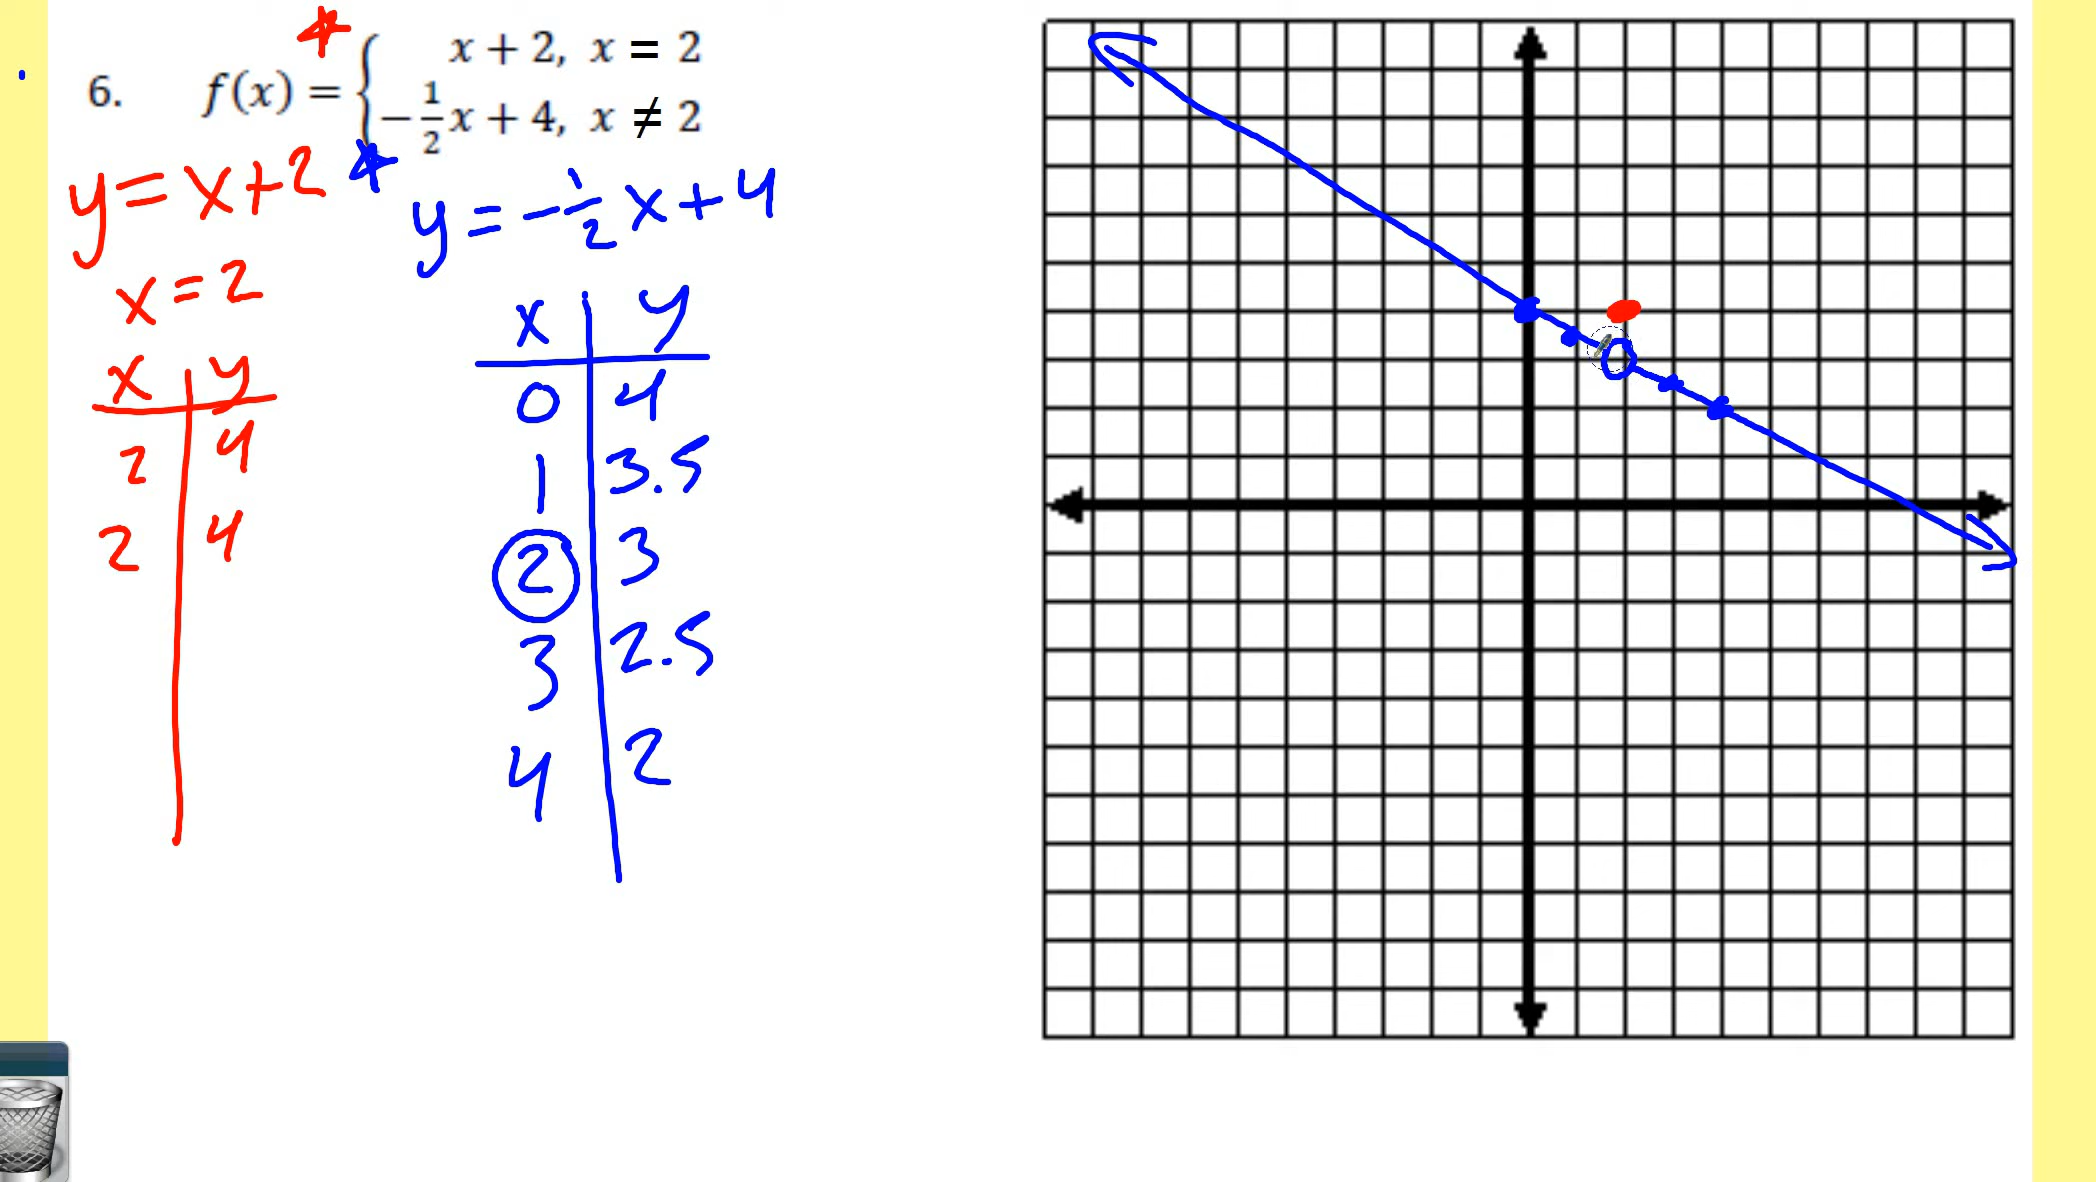 6. f(x) = { x + 2, x = 2
-1/2x + 4, x ≠ 2
* *
y = x+2
x = 2
x y
2 4
2 4
y = -1/2x+4
x y
0 4
1 3.5
2 3
3 2.5
4 2